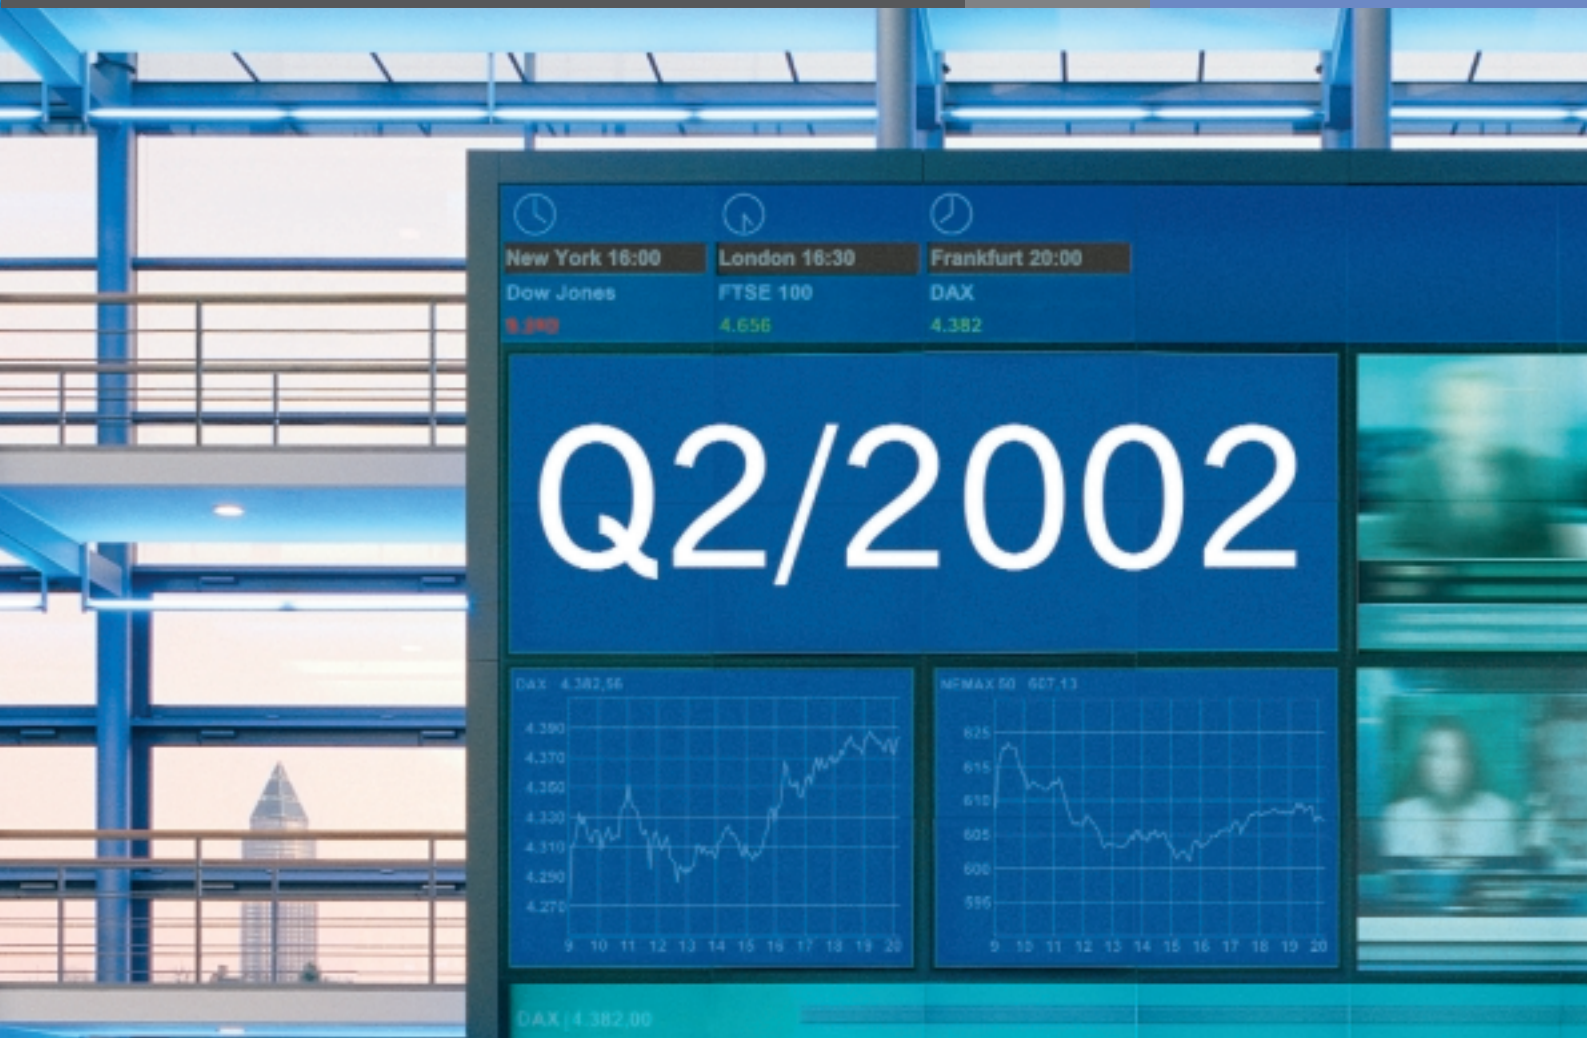 New York 16:00
London 16:30
Frankfurt 20:00
Dow Jones
FTSE 100
DAX
4.656
4.382
Q2/2002
DAX 4.382,56
4.390
4.370
4.350
4.330
4.310
4.290
4.270
9 10 11 12 13 14 15 16 17 18 19 20
NEMAX 50 607,13
625
615
610
605
600
595
9 10 11 12 13 14 15 16 17 18 19 20
DAX | 4.382,00